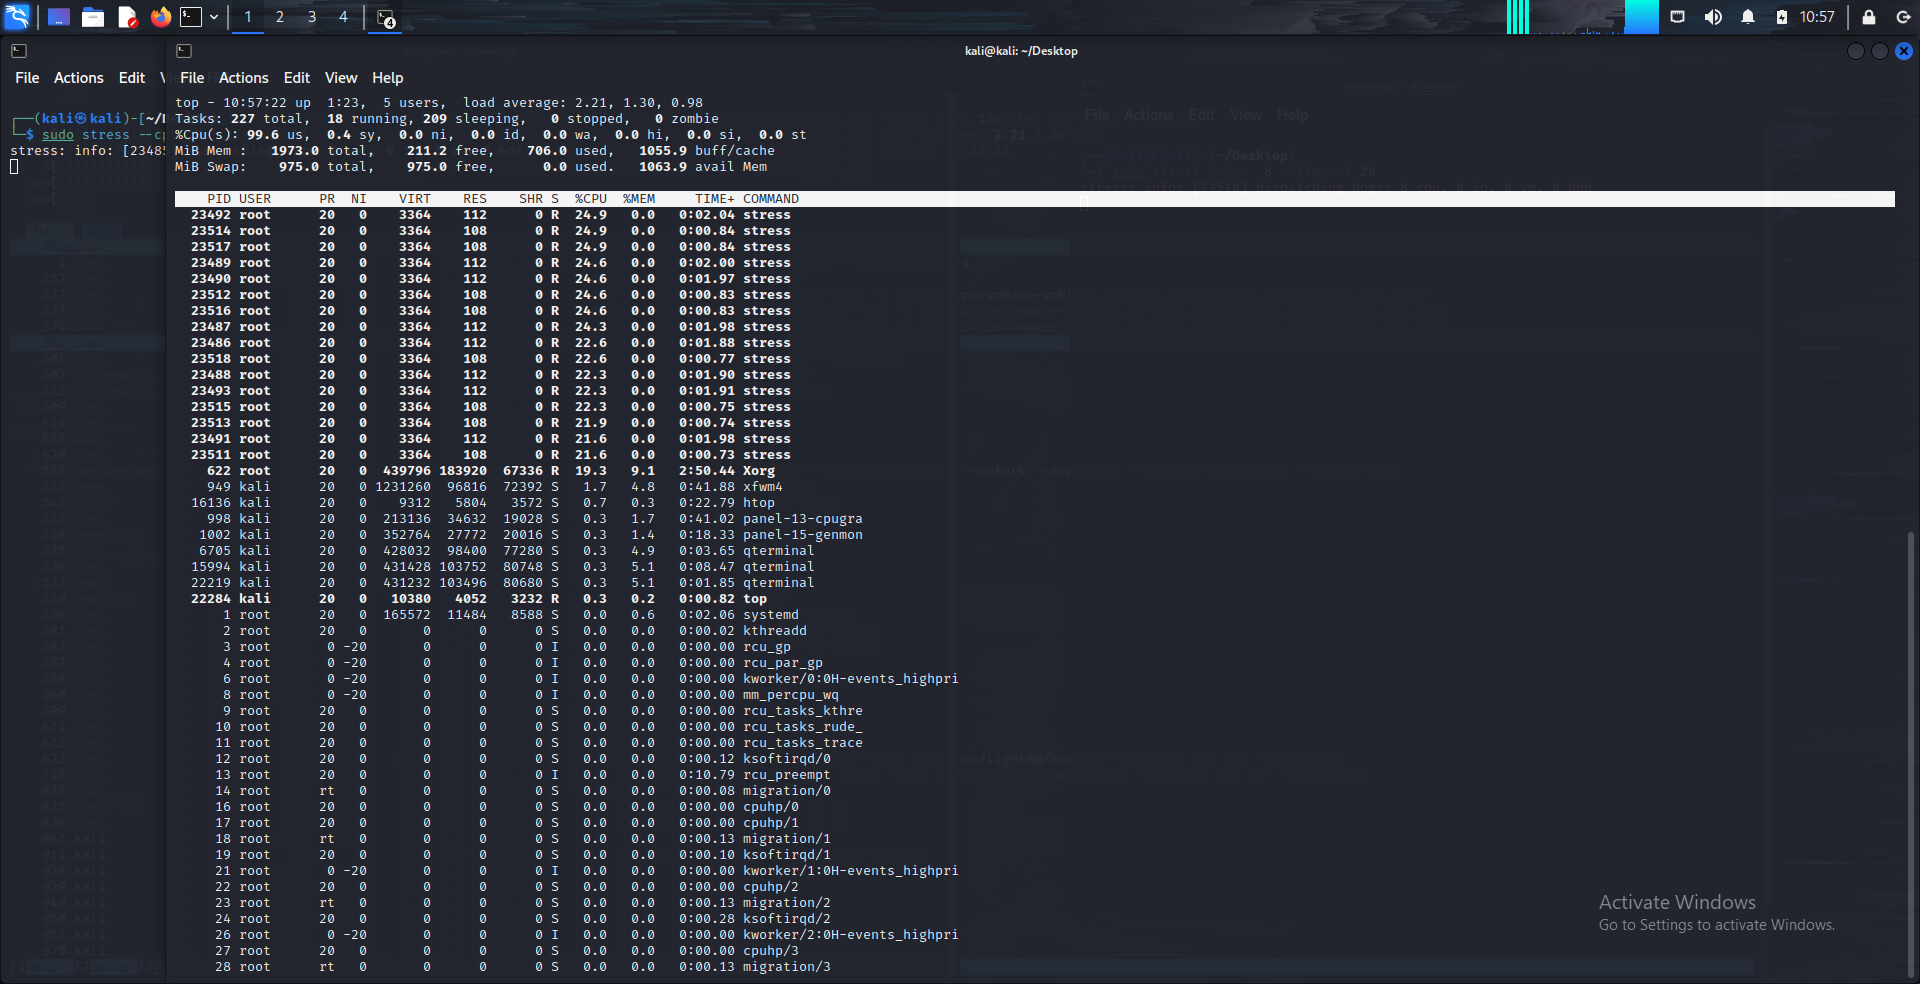 1 2 3 4 4 10:57
kali@kali: ~/Desktop
File Actions Edit
File Actions Edit View Help
┌──(kali㉿kali)-[~/
└─$ sudo stress --cp
stress: info: [2348
top - 10:57:22 up  1:23,  5 users,  load average: 2.21, 1.30, 0.98
Tasks: 227 total,  18 running, 209 sleeping,   0 stopped,   0 zombie
%Cpu(s): 99.6 us,  0.4 sy,  0.0 ni,  0.0 id,  0.0 wa,  0.0 hi,  0.0 si,  0.0 st
MiB Mem :   1973.0 total,    211.2 free,    706.0 used,   1055.9 buff/cache
MiB Swap:    975.0 total,    975.0 free,      0.0 used.   1063.9 avail Mem
PID USER PR NI VIRT RES SHR S %CPU %MEM TIME+ COMMAND
23492 root 20 0 3364 112 0 R 24.9 0.0 0:02.04 stress
23514 root 20 0 3364 108 0 R 24.9 0.0 0:00.84 stress
23517 root 20 0 3364 108 0 R 24.9 0.0 0:00.84 stress
23489 root 20 0 3364 112 0 R 24.6 0.0 0:02.00 stress
23490 root 20 0 3364 112 0 R 24.6 0.0 0:01.97 stress
23512 root 20 0 3364 108 0 R 24.6 0.0 0:00.83 stress
23516 root 20 0 3364 108 0 R 24.6 0.0 0:00.83 stress
23487 root 20 0 3364 112 0 R 24.3 0.0 0:01.98 stress
23486 root 20 0 3364 112 0 R 22.6 0.0 0:01.88 stress
23518 root 20 0 3364 108 0 R 22.6 0.0 0:00.77 stress
23488 root 20 0 3364 112 0 R 22.3 0.0 0:01.90 stress
23493 root 20 0 3364 112 0 R 22.3 0.0 0:01.91 stress
23515 root 20 0 3364 108 0 R 22.3 0.0 0:00.75 stress
23513 root 20 0 3364 108 0 R 21.9 0.0 0:00.74 stress
23491 root 20 0 3364 112 0 R 21.6 0.0 0:01.98 stress
23511 root 20 0 3364 108 0 R 21.6 0.0 0:00.73 stress
622 root 20 0 439796 183920 67336 R 19.3 9.1 2:50.44 Xorg
949 kali 20 0 1231260 96816 72392 S 1.7 4.8 0:41.88 xfwm4
16136 kali 20 0 9312 5804 3572 S 0.7 0.3 0:22.79 htop
998 kali 20 0 213136 34632 19028 S 0.3 1.7 0:41.02 panel-13-cpugra
1002 kali 20 0 352764 27772 20016 S 0.3 1.4 0:18.33 panel-15-genmon
6705 kali 20 0 428032 98400 77280 S 0.3 4.9 0:03.65 qterminal
15994 kali 20 0 431428 103752 80748 S 0.3 5.1 0:08.47 qterminal
22219 kali 20 0 431232 103496 80680 S 0.3 5.1 0:01.85 qterminal
22284 kali 20 0 10380 4052 3232 R 0.3 0.2 0:00.82 top
1 root 20 0 165572 11484 8588 S 0.0 0.6 0:02.06 systemd
2 root 20 0 0 0 0 S 0.0 0.0 0:00.02 kthreadd
3 root 0 -20 0 0 0 I 0.0 0.0 0:00.00 rcu_gp
4 root 0 -20 0 0 0 I 0.0 0.0 0:00.00 rcu_par_gp
6 root 0 -20 0 0 0 I 0.0 0.0 0:00.00 kworker/0:0H-events_highpri
8 root 0 -20 0 0 0 I 0.0 0.0 0:00.00 mm_percpu_wq
9 root 20 0 0 0 0 S 0.0 0.0 0:00.00 rcu_tasks_kthre
10 root 20 0 0 0 0 S 0.0 0.0 0:00.00 rcu_tasks_rude_
11 root 20 0 0 0 0 S 0.0 0.0 0:00.00 rcu_tasks_trace
12 root 20 0 0 0 0 S 0.0 0.0 0:00.12 ksoftirqd/0
13 root 20 0 0 0 0 I 0.0 0.0 0:10.79 rcu_preempt
14 root rt 0 0 0 0 S 0.0 0.0 0:00.08 migration/0
16 root 20 0 0 0 0 S 0.0 0.0 0:00.00 cpuhp/0
17 root 20 0 0 0 0 S 0.0 0.0 0:00.00 cpuhp/1
18 root rt 0 0 0 0 S 0.0 0.0 0:00.13 migration/1
19 root 20 0 0 0 0 S 0.0 0.0 0:00.10 ksoftirqd/1
21 root 0 -20 0 0 0 I 0.0 0.0 0:00.00 kworker/1:0H-events_highpri
22 root 20 0 0 0 0 S 0.0 0.0 0:00.00 cpuhp/2
23 root rt 0 0 0 0 S 0.0 0.0 0:00.13 migration/2
24 root 20 0 0 0 0 S 0.0 0.0 0:00.28 ksoftirqd/2
26 root 0 -20 0 0 0 I 0.0 0.0 0:00.00 kworker/2:0H-events_highpri
27 root 20 0 0 0 0 S 0.0 0.0 0:00.00 cpuhp/3
28 root rt 0 0 0 0 S 0.0 0.0 0:00.13 migration/3
Activate Windows
Go to Settings to activate Windows.